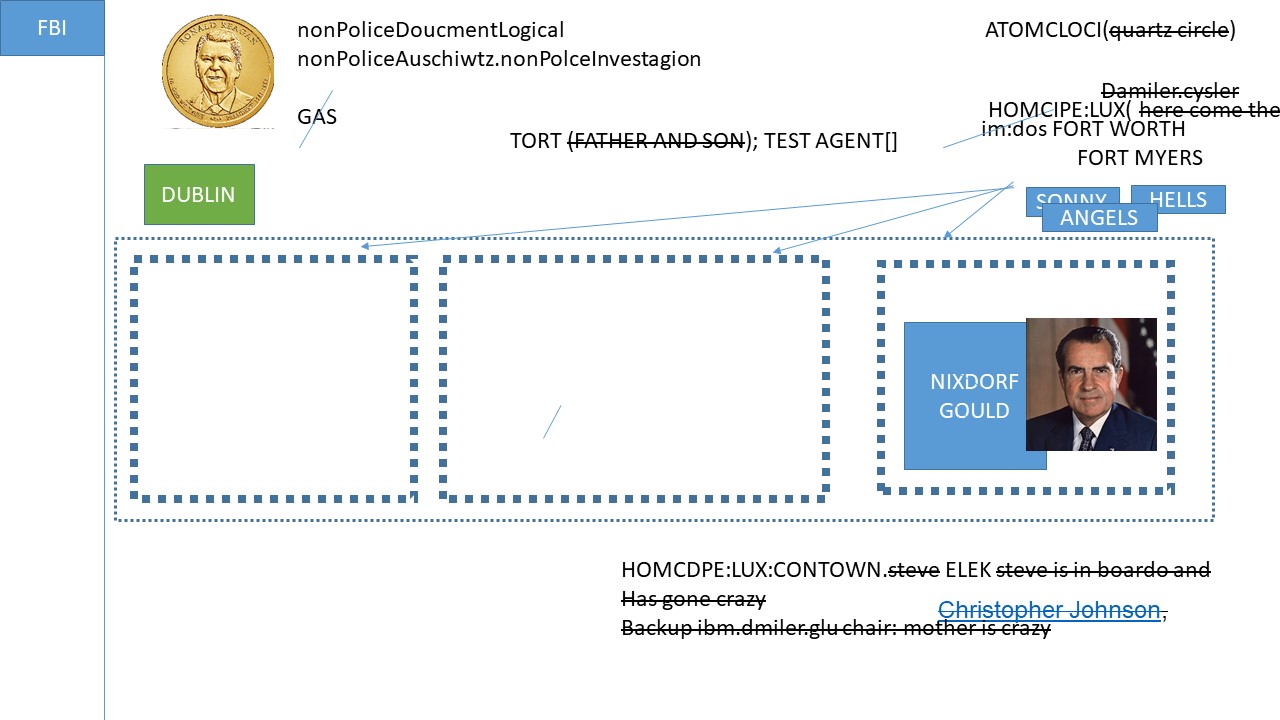 FBI
RONALD REAGAN
nonPoliceDoucmentLogical
nonPoliceAuschiwtz.nonPolceInvestagion
GAS
ATOMCLOCI(quartz circle)
Damiler.cysler
HOMCIPE:LUX( here come the
im:dos FORT WORTH
FORT MYERS
TORT (FATHER AND SON); TEST AGENT[]
DUBLIN
SONNY
HELLS
ANGELS
NIXDORF
GOULD
HOMCDPE:LUX:CONTOWN.steve ELEK steve is in boardo and
Has gone crazy
Christopher Johnson,
Backup ibm.dmiler.glu chair: mother is crazy